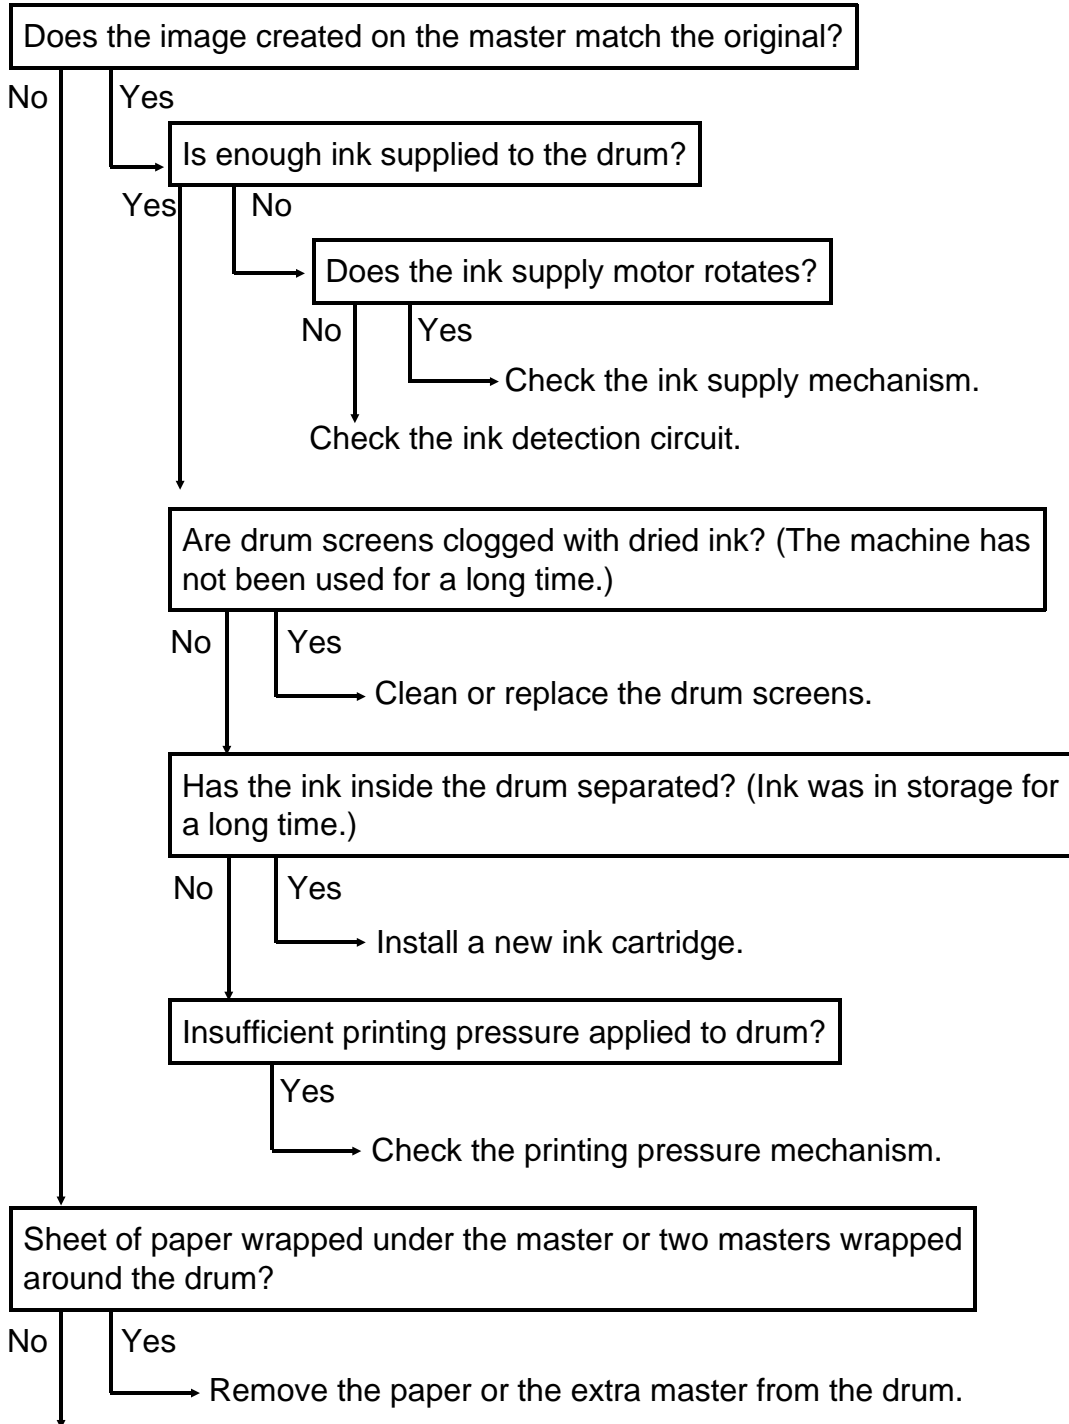 Does the image created on the master match the original?
No
Yes
Is enough ink supplied to the drum?
Yes
No
Does the ink supply motor rotates?
No
Yes
Check the ink supply mechanism.
Check the ink detection circuit.
Are drum screens clogged with dried ink? (The machine has
not been used for a long time.)
No
Yes
Clean or replace the drum screens.
Has the ink inside the drum separated? (Ink was in storage for
a long time.)
No
Yes
Install a new ink cartridge.
Insufficient printing pressure applied to drum?
Yes
Check the printing pressure mechanism.
Sheet of paper wrapped under the master or two masters wrapped
around the drum?
No
Yes
Remove the paper or the extra master from the drum.